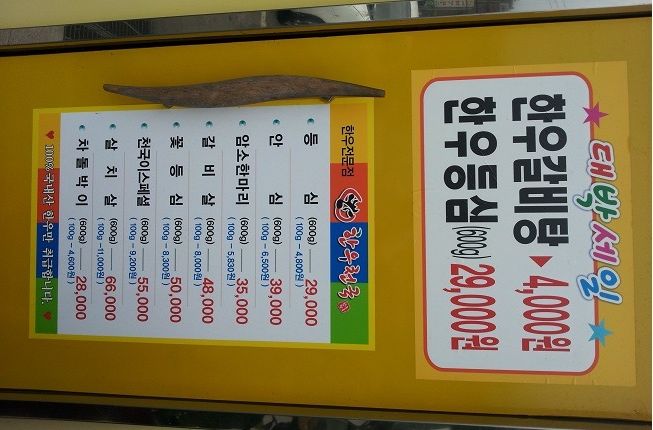 대박세일
한우갈비탕 ▶ 4,000원
한우등심(600g) 29,000원
한우전문점 한우천국
등심 (600g) 29,000
(100g ~ 4,800원)
안심 (600g) 39,000
(100g ~ 6,500원)
암소한마리 (600g) 35,000
(100g ~ 5,830원)
갈비살 (600g) 48,000
(100g ~ 8,000원)
꽃등심 (600g) 50,000
(100g ~ 8,300원)
천국이스페셜 (600g) 55,000
(100g ~ 9,200원)
살치살 (600g) 66,000
(100g ~ 11,000원)
차돌박이 (600g) 28,000
(100g ~ 4,600원)
♥ 100% 국내산 한우만 취급합니다. ♥